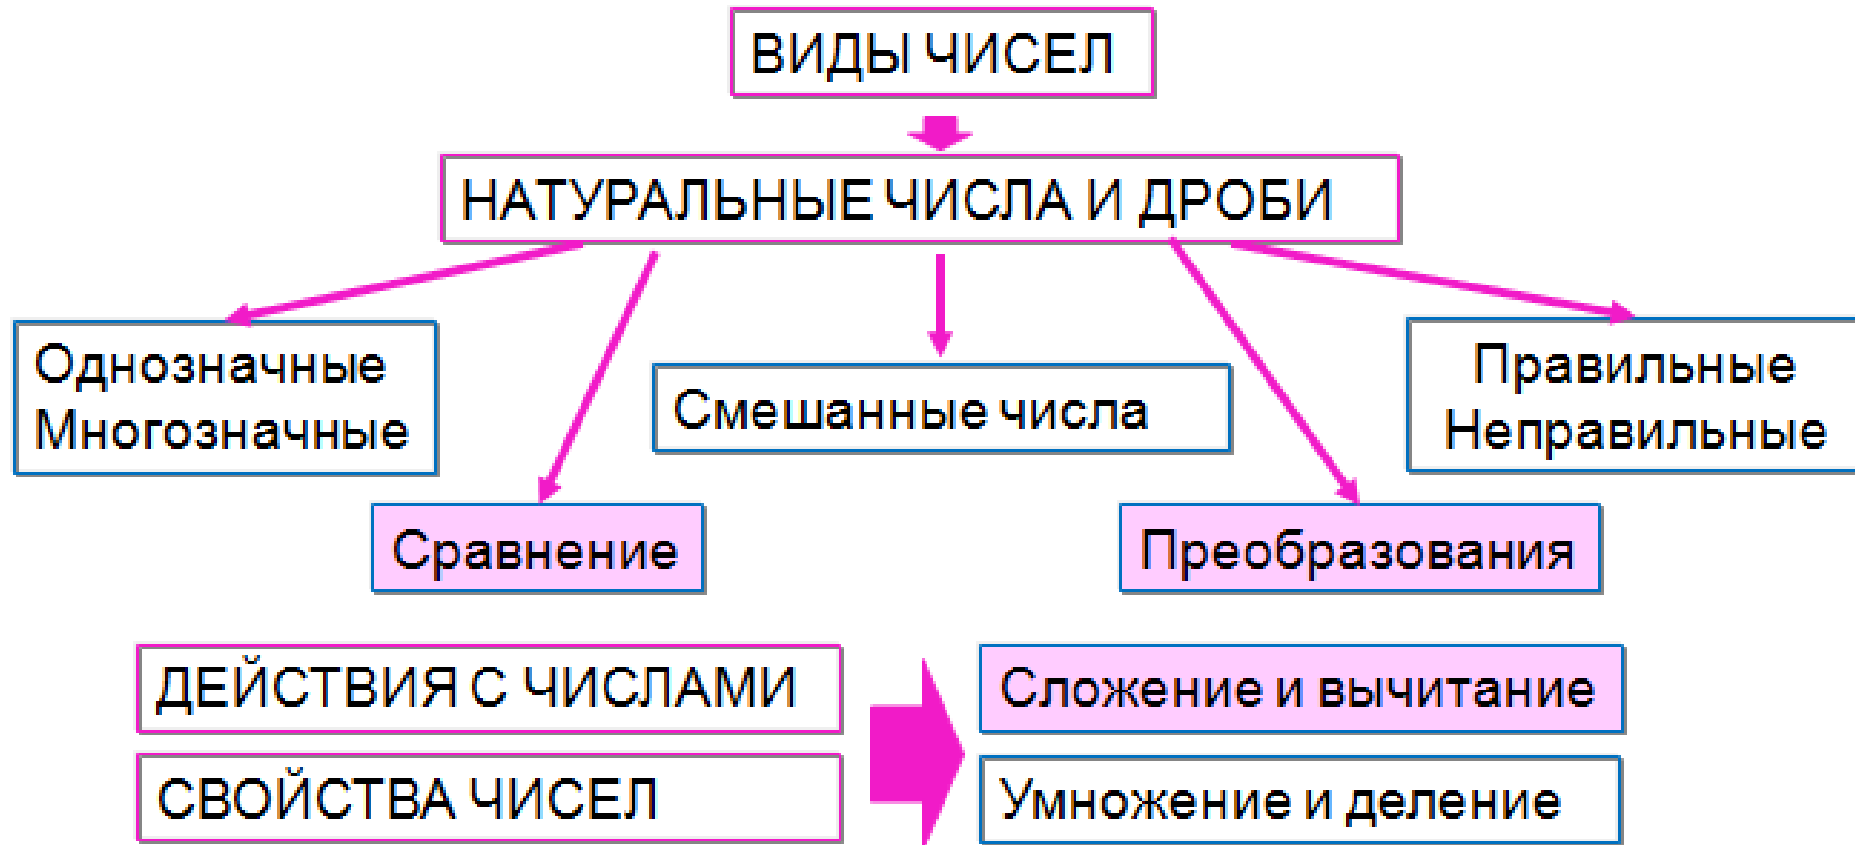 ВИДЫ ЧИСЕЛ
НАТУРАЛЬНЫЕ ЧИСЛА И ДРОБИ
Однозначные
Многозначные
Смешанные числа
Правильные
Неправильные
Сравнение
Преобразования
ДЕЙСТВИЯ С ЧИСЛАМИ
Сложение и вычитание
СВОЙСТВА ЧИСЕЛ
Умножение и деление